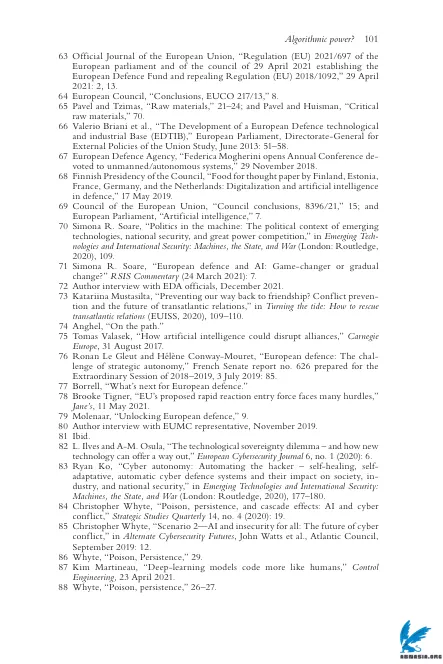 Algorithmic power? 101
63 Official Journal of the European Union, “Regulation (EU) 2021/697 of the
European parliament and of the council of 29 April 2021 establishing the
European Defence Fund and repealing Regulation (EU) 2018/1092,” 29 April
2021: 2, 13.
64 European Council, “Conclusions, EUCO 217/13,” 8.
65 Pavel and Tzimas, “Raw materials,” 21–24; and Pavel and Huisman, “Critical
raw materials,” 70.
66 Valerio Briani et al., “The Development of a European Defence technological
and industrial Base (EDTIB),” European Parliament, Directorate-General for
External Policies of the Union Study, June 2013: 51–58.
67 European Defence Agency, “Federica Mogherini opens Annual Conference de-
voted to unmanned/autonomous systems,” 29 November 2018.
68 Finnish Presidency of the Council, “Food for thought paper by Finland, Estonia,
France, Germany, and the Netherlands: Digitalization and artificial intelligence
in defence,” 17 May 2019.
69 Council of the European Union, “Council conclusions, 8396/21,” 15; and
European Parliament, “Artificial intelligence,” 7.
70 Simona R. Soare, “Politics in the machine: The political context of emerging
technologies, national security, and great power competition,” in Emerging Tech-
nologies and International Security: Machines, the State, and War (London: Routledge,
2020), 109.
71 Simona R. Soare, “European defence and AI: Game-changer or gradual
change?” RSIS Commentary (24 March 2021): 7.
72 Author interview with EDA officials, December 2021.
73 Katariina Mustasilta, “Preventing our way back to friendship? Conflict preven-
tion and the future of transatlantic relations,” in Turning the tide: How to rescue
transatlantic relations (EUISS, 2020), 109–110.
74 Anghel, “On the path.”
75 Tomas Valasek, “How artificial intelligence could disrupt alliances,” Carnegie
Europe, 31 August 2017.
76 Ronan Le Gleut and Hélène Conway-Mouret, “European defence: The chal-
lenge of strategic autonomy,” French Senate report no. 626 prepared for the
Extraordinary Session of 2018–2019, 3 July 2019: 85.
77 Borrell, “What’s next for European defence.”
78 Brooke Tigner, “EU’s proposed rapid reaction entry force faces many hurdles,”
Jane’s, 11 May 2021.
79 Molenaar, “Unlocking European defence,” 9.
80 Author interview with EUMC representative, November 2019.
81 Ibid.
82 L. Ilves and A-M. Osula, “The technological sovereignty dilemma – and how new
technology can offer a way out,” European Cybersecurity Journal 6, no. 1 (2020): 6.
83 Ryan Ko, “Cyber autonomy: Automating the hacker – self-healing, self-
adaptive, automatic cyber defence systems and their impact on society, in-
dustry, and national security,” in Emerging Technologies and International Security:
Machines, the State, and War (London: Routledge, 2020), 177–180.
84 Christopher Whyte, “Poison, persistence, and cascade effects: AI and cyber
conflict,” Strategic Studies Quarterly 14, no. 4 (2020): 19.
85 Christopher Whyte, “Scenario 2—AI and insecurity for all: The future of cyber
conflict,” in Alternate Cybersecurity Futures, John Watts et al., Atlantic Council,
September 2019: 12.
86 Whyte, “Poison, Persistence,” 29.
87 Kim Martineau, “Deep-learning models code more like humans,” Control
Engineering, 23 April 2021.
88 Whyte, “Poison, persistence,” 26–27.